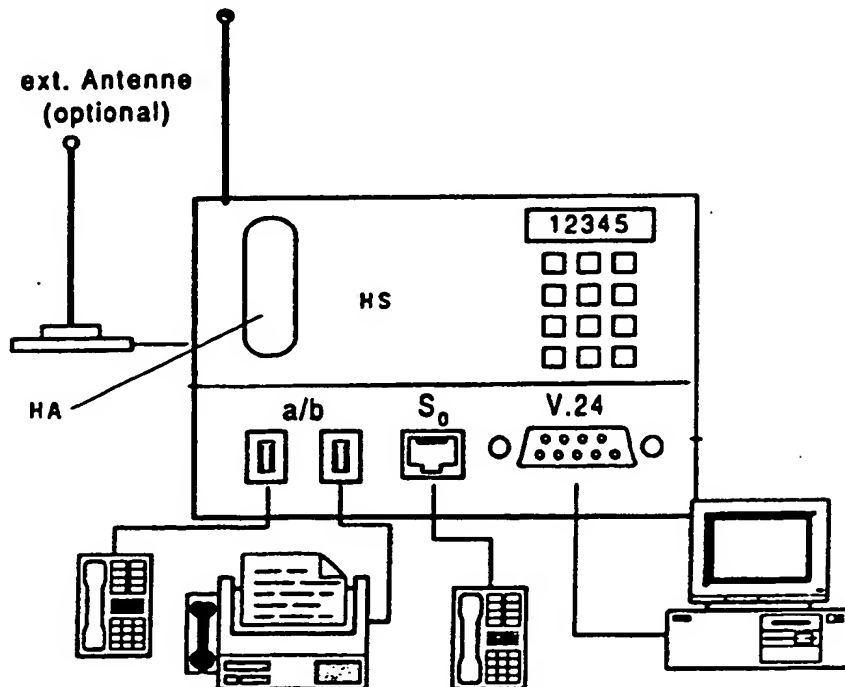 ext. Antenne
(optional)
12345
HS
HA
a/b
S₀
V.24